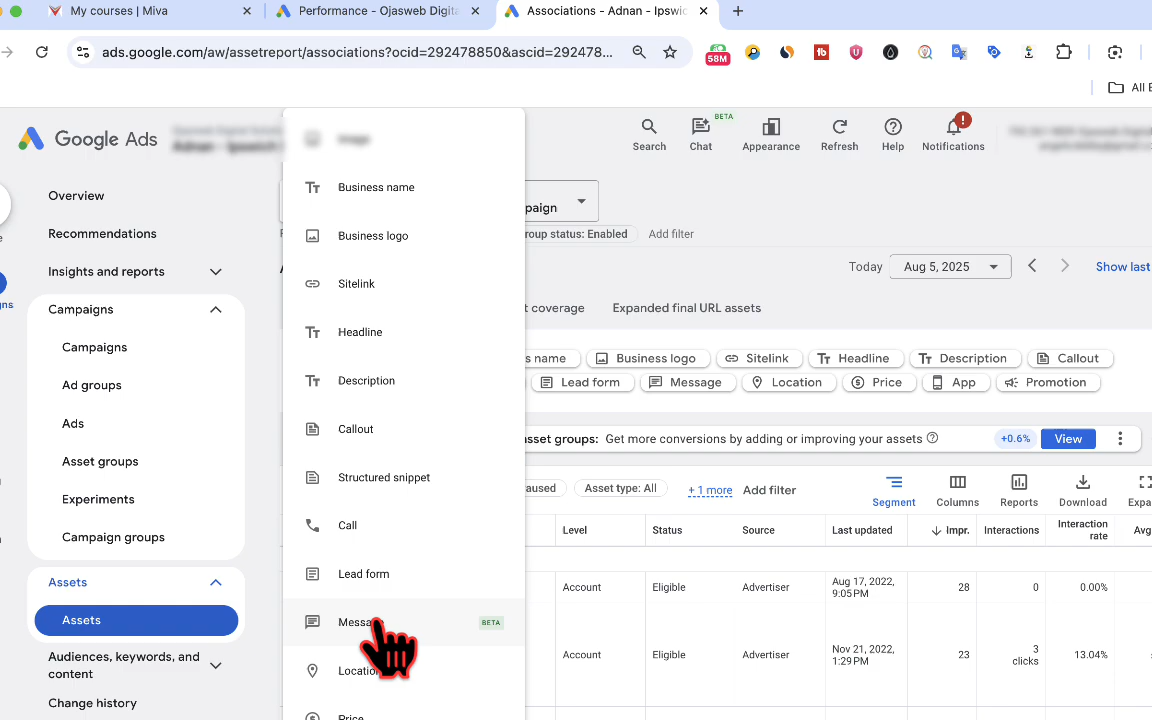 My courses | Miva
Performance - Ojasweb Digita
Associations - Adnan - Ipswic
ads.google.com/aw/assetreport/associations?ocid=292478850&ascid=292478...
58M
All
Google Ads
Search
Chat
BETA
Appearance
Refresh
Help
Notifications
Overview
Recommendations
Insights and reports
Campaigns
Campaigns
Ad groups
Ads
Asset groups
Experiments
Campaign groups
Assets
Assets
Audiences, keywords, and
content
Change history
Image
Business name
Business logo
Sitelink
Headline
Description
Callout
Structured snippet
Call
Lead form
BETA
Price
paign
roup status: Enabled
Add filter
Today
Aug 5, 2025
Show last
t coverage
Expanded final URL assets
s name
Business logo
Sitelink
Headline
Description
Callout
Lead form
Message
Location
Price
App
Promotion
asset groups: Get more conversions by adding or improving your assets
+0.6%
View
aused
Asset type: All
+ 1 more
Add filter
Segment
Columns
Reports
Download
Expa
Level
Status
Source
Last updated
Impr.
Interactions
Interaction
rate
Avg
Account
Eligible
Advertiser
Aug 17, 2022,
9:05 PM
28
0
0.00%
Account
Eligible
Advertiser
Nov 21, 2022,
1:29 PM
23
3
clicks
13.04%